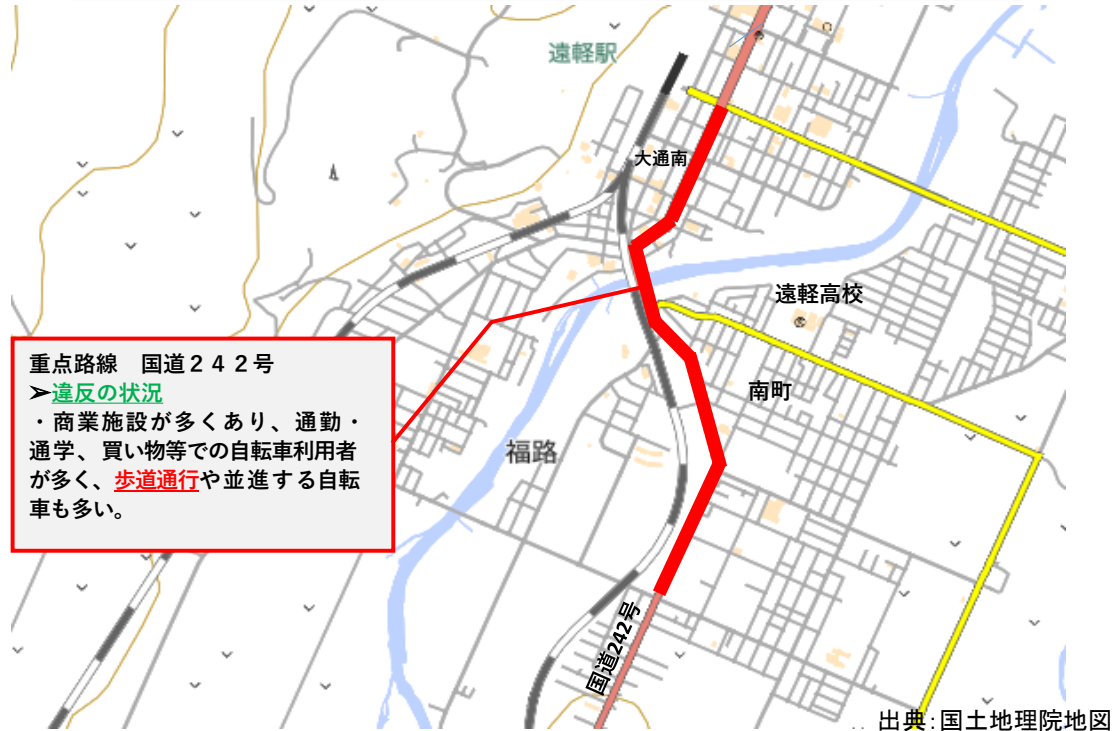 遠軽駅
大通南
遠軽高校
南町
重点路線 国道242号
➤違反の状況
・商業施設が多くあり、通勤・
通学、買い物等での自転車利用者
が多く、歩道通行や並進する自転
車も多い。
福路
国道242号
出典:国土地理院地図